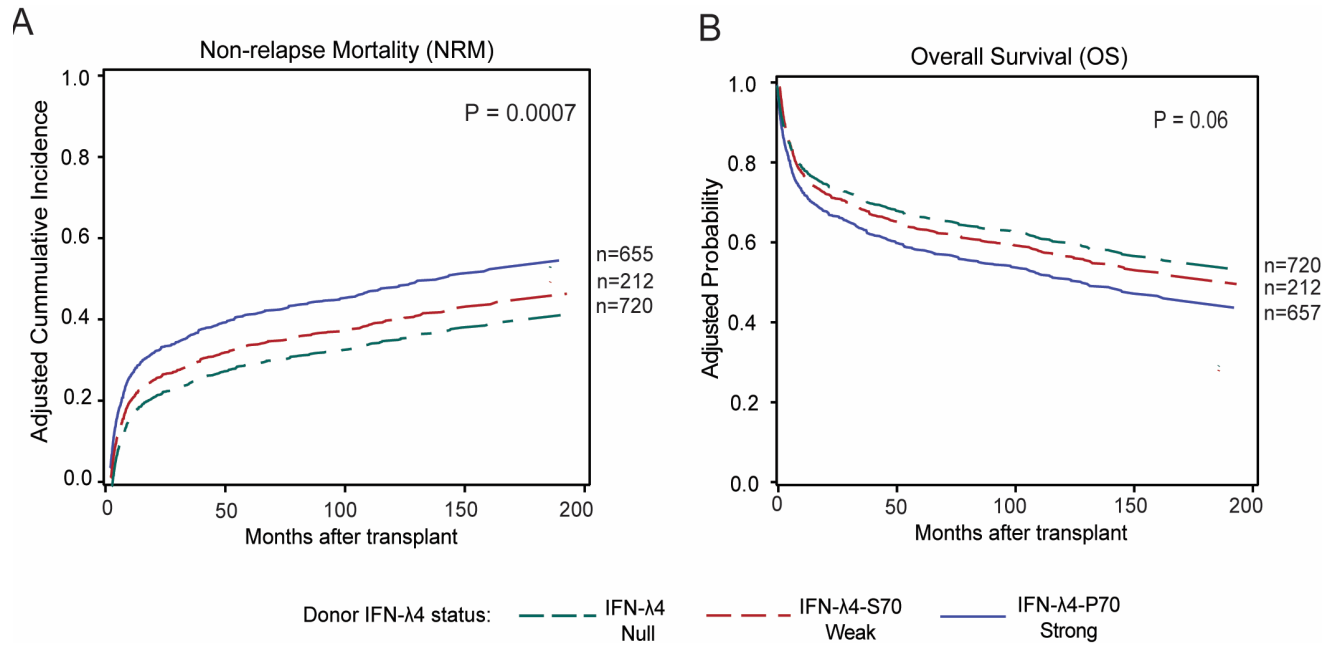 A
Non-relapse Mortality (NRM)
Adjusted Cummulative Incidence
1.0
0.8
0.6
0.4
0.2
0.0
P = 0.0007
n=655
n=212
n=720
0
50
100
150
200
Months after transplant
B
Overall Survival (OS)
Adjusted Probability
1.0
0.8
0.6
0.4
0.2
0.0
P = 0.06
n=720
n=212
n=657
0
50
100
150
200
Months after transplant
Donor IFN-λ4 status:
IFN-λ4
Null
IFN-λ4-S70
Weak
IFN-λ4-P70
Strong